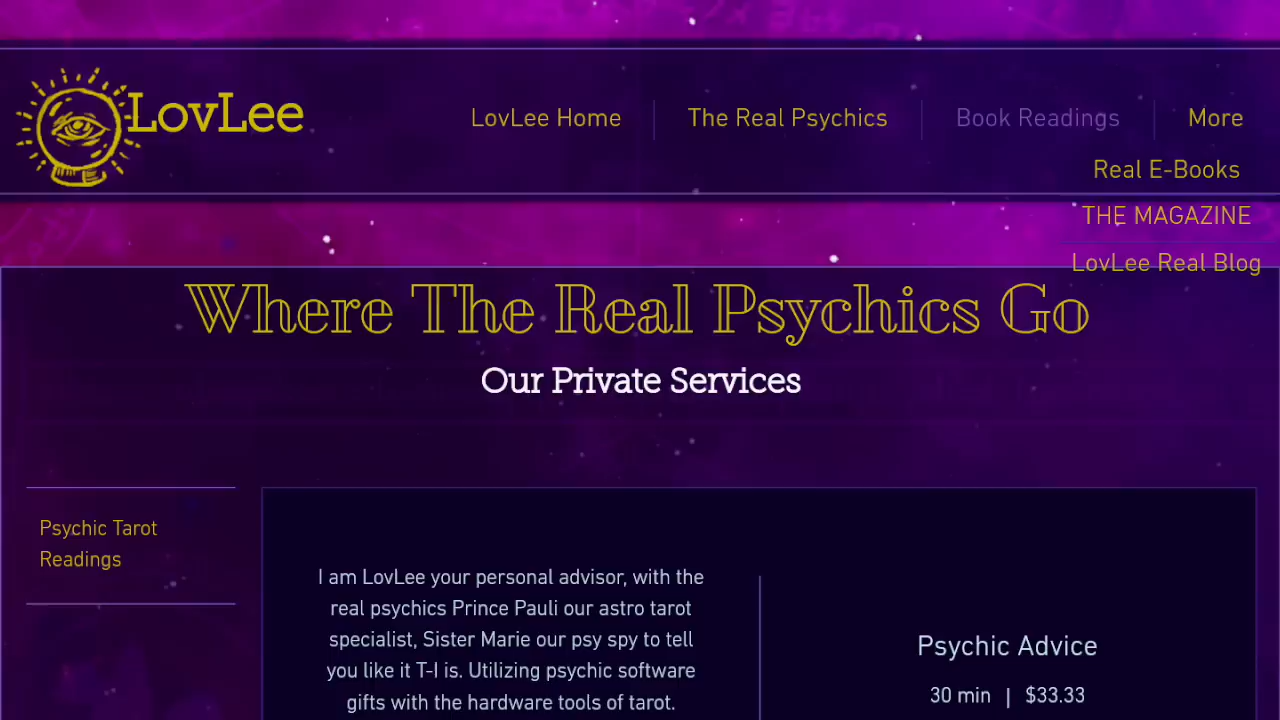 LovLee
LovLee Home
The Real Psychics
Book Readings
More
Real E-Books
THE MAGAZINE
LovLee Real Blog
Where The Real Psychics Go
Our Private Services
Psychic Tarot
Readings
I am LovLee your personal advisor, with the
real psychics Prince Pauli our astro tarot
specialist, Sister Marie our psy spy to tell
you like it T-I is. Utilizing psychic software
gifts with the hardware tools of tarot.
Psychic Advice
30 min | $33.33